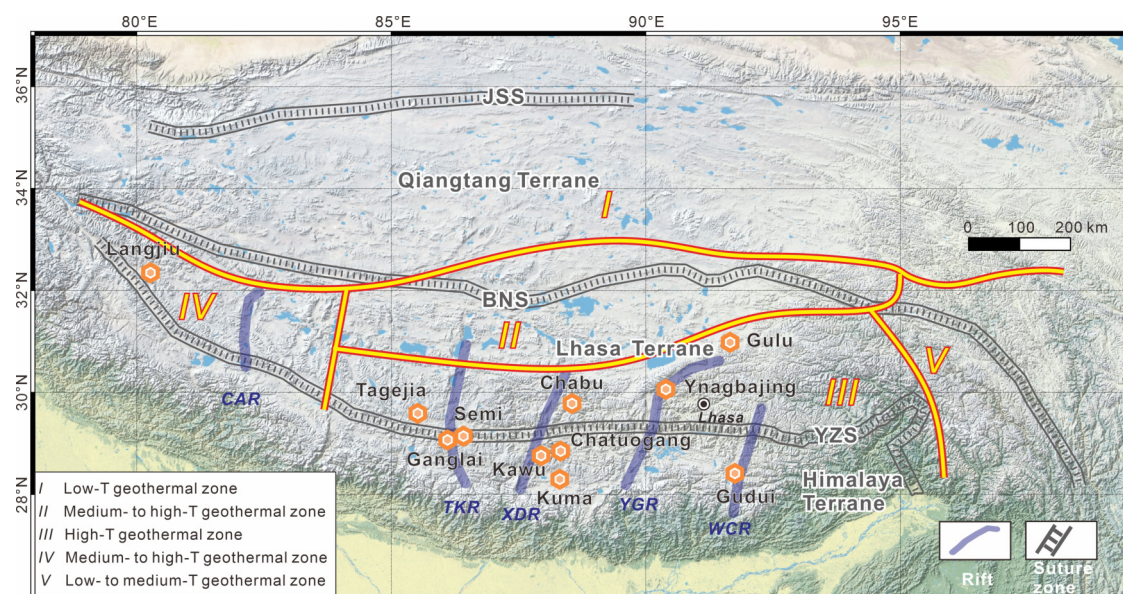 80°E 85°E 90°E 95°E
36°N
34°N
32°N
30°N
28°N
JSS
Qiangtang Terrane
I
0 100 200 km
Langjiu
IV
BNS
II
Lhasa Terrane
Gulu
V
CAR
Tagejia
Chabu
Ynagbajing
III
Semi
Lhasa
Ganglai
Chatuogang
YZS
Kawu
Kuma
Gudui
Himalaya
Terrane
TKR
XDR
YGR
WCR
I Low-T geothermal zone
II Medium- to high-T geothermal zone
III High-T geothermal zone
IV Medium- to high-T geothermal zone
V Low- to medium-T geothermal zone
Rift
Suture
zone